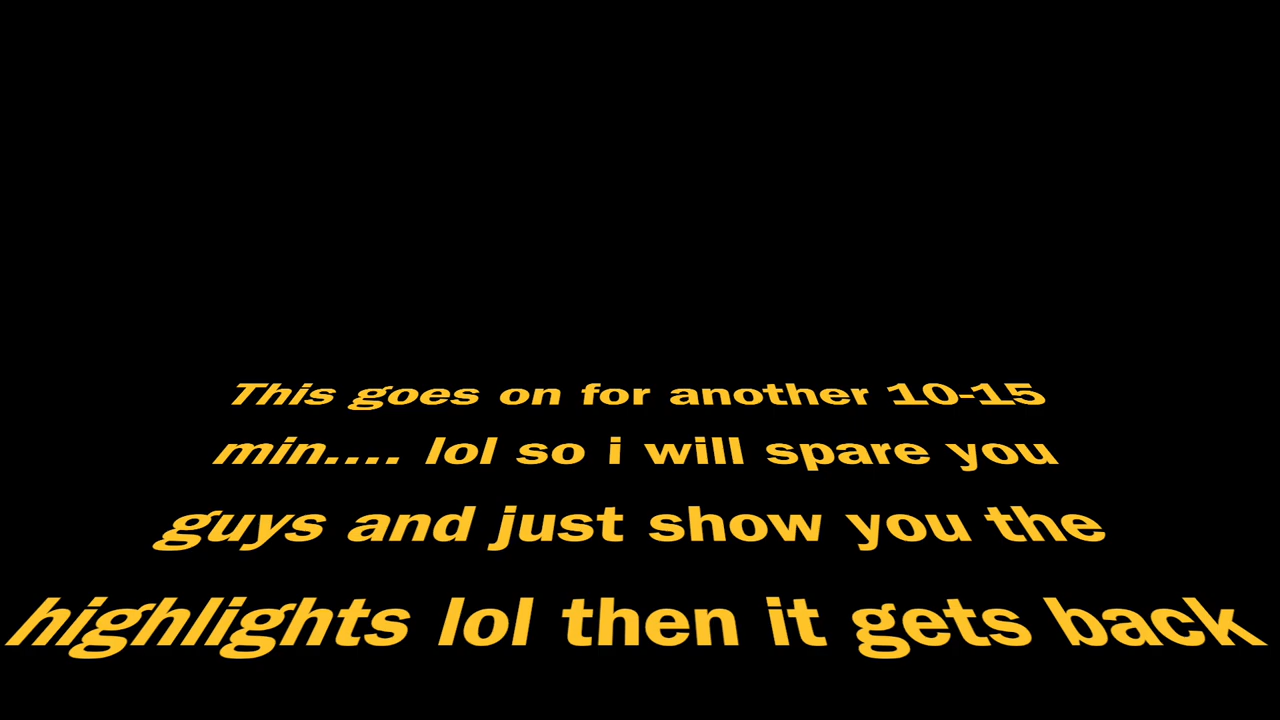 This goes on for another 10-15
min.... lol so i will spare you
guys and just show you the
highlights lol then it gets back